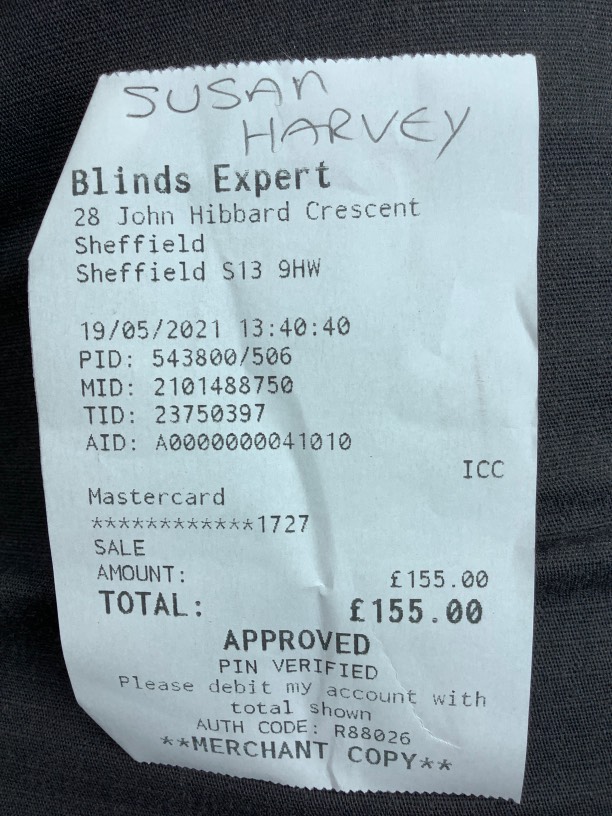 SUSAN
HARVEY
Blinds Expert
28 John Hibbard Crescent
Sheffield
Sheffield S13 9HW
19/05/2021 13:40:40
PID: 543800/506
MID: 2101488750
TID: 23750397
AID: A0000000041010
ICC
Mastercard
************1727
SALE
AMOUNT: £155.00
TOTAL: £155.00
APPROVED
PIN VERIFIED
Please debit my account with
total shown
AUTH CODE: R88026
**MERCHANT COPY**